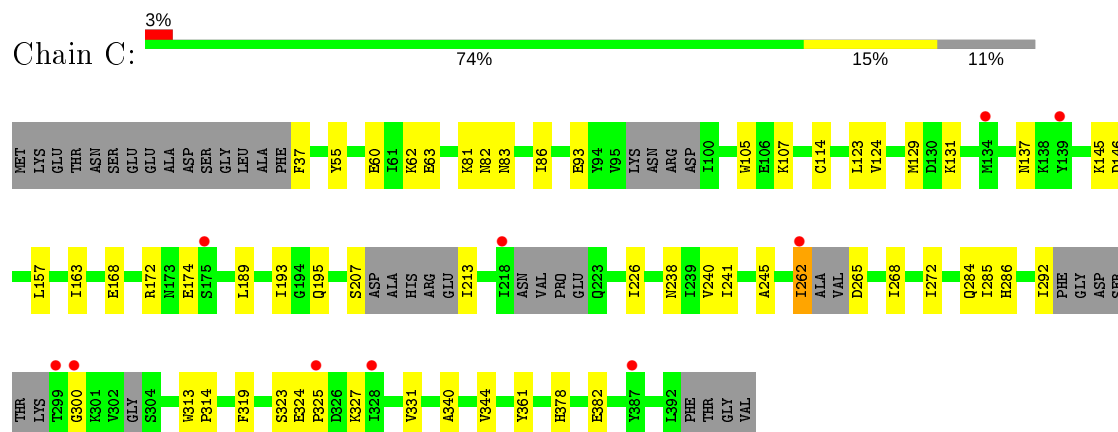 3%
Chain C:
74% 15% 11%
MET LYS GLU THR ASN SER GLU GLU ALA ASP SER GLY LEU ALA PHE F37 Y55 E60 I61 K62 E63 K81 N82 N83 I86 E93 Y94 V95 LYS ASN ARG ASP I100 W105 E106 K107 C114 L123 V124 M129 D130 K131 M134 N137 K138 Y139 K145 D146
L157 I163 E168 R172 N173 E174 S175 L189 I193 G194 Q195 S207 ASP ALA HIS ARG GLU I213 I218 ASN VAL PRO GLU Q223 I226 N238 I239 V240 I241 A245 I262 ALA VAL D265 I268 I272 Q284 I285 H286 I292 PHE GLY ASP SER
THR LYS T299 G300 K301 V302 GLY S304 W313 P314 F319 S323 E324 P325 D326 K327 I328 V331 A340 V344 Y361 H378 E382 Y387 L392 PHE THR GLY VAL